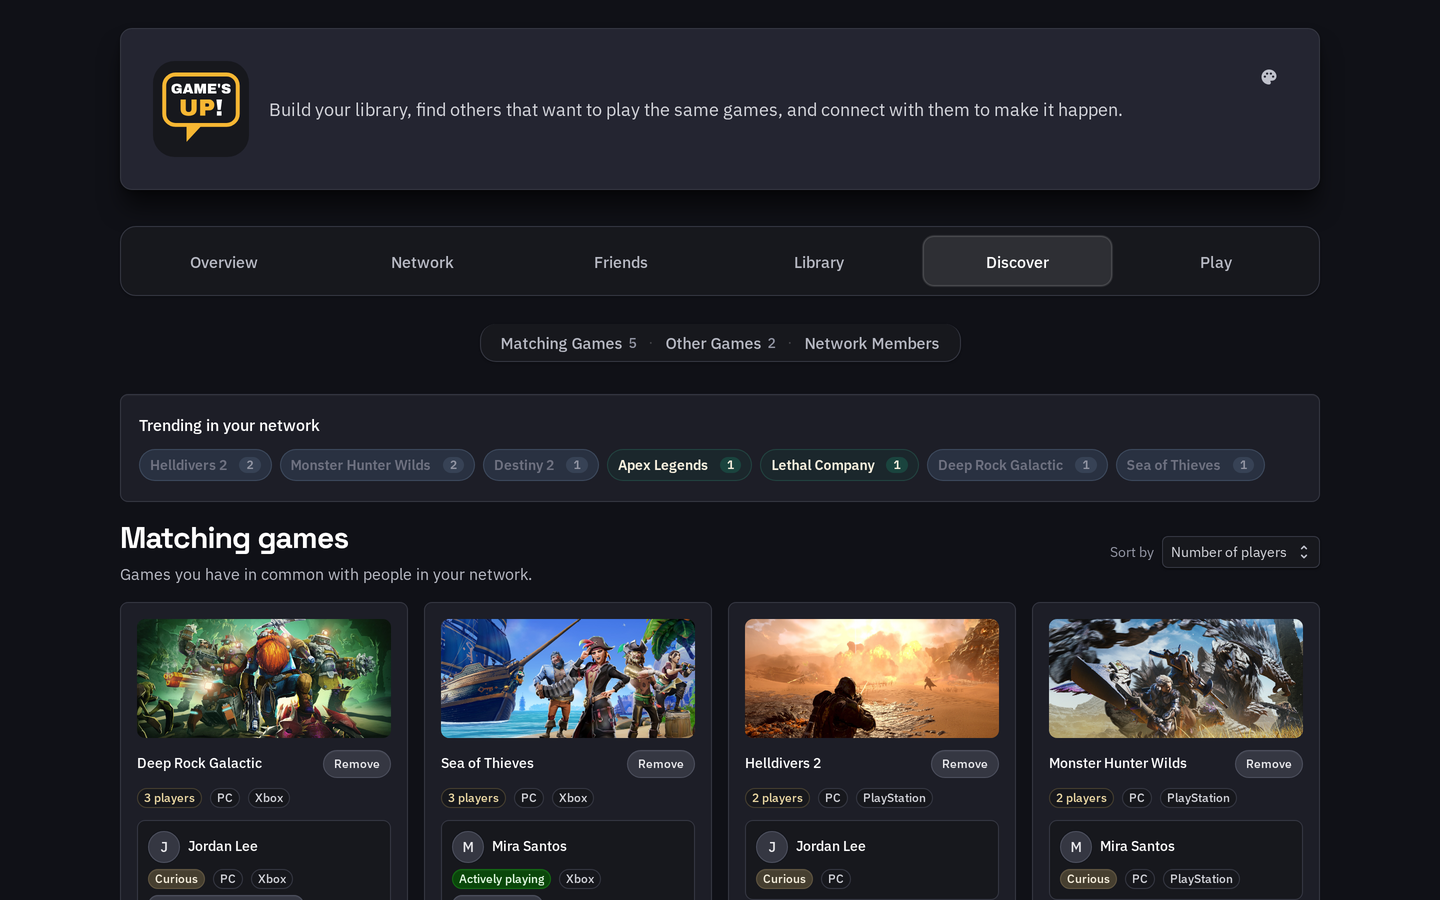 GAME'S
UP!
Build your library, find others that want to play the same games, and connect with them to make it happen.
Overview Network Friends Library Discover Play
Matching Games 5 · Other Games 2 · Network Members
Trending in your network
Helldivers 2 2 Monster Hunter Wilds 2 Destiny 2 1 Apex Legends 1 Lethal Company 1 Deep Rock Galactic 1 Sea of Thieves 1
Matching games
Sort by Number of players
Games you have in common with people in your network.
Deep Rock Galactic Remove Sea of Thieves Remove Helldivers 2 Remove Monster Hunter Wilds Remove
3 players PC Xbox 3 players PC Xbox 2 players PC PlayStation 2 players PC PlayStation
J Jordan Lee M Mira Santos J Jordan Lee M Mira Santos
Curious PC Xbox Actively playing Xbox Curious PC Curious PC PlayStation